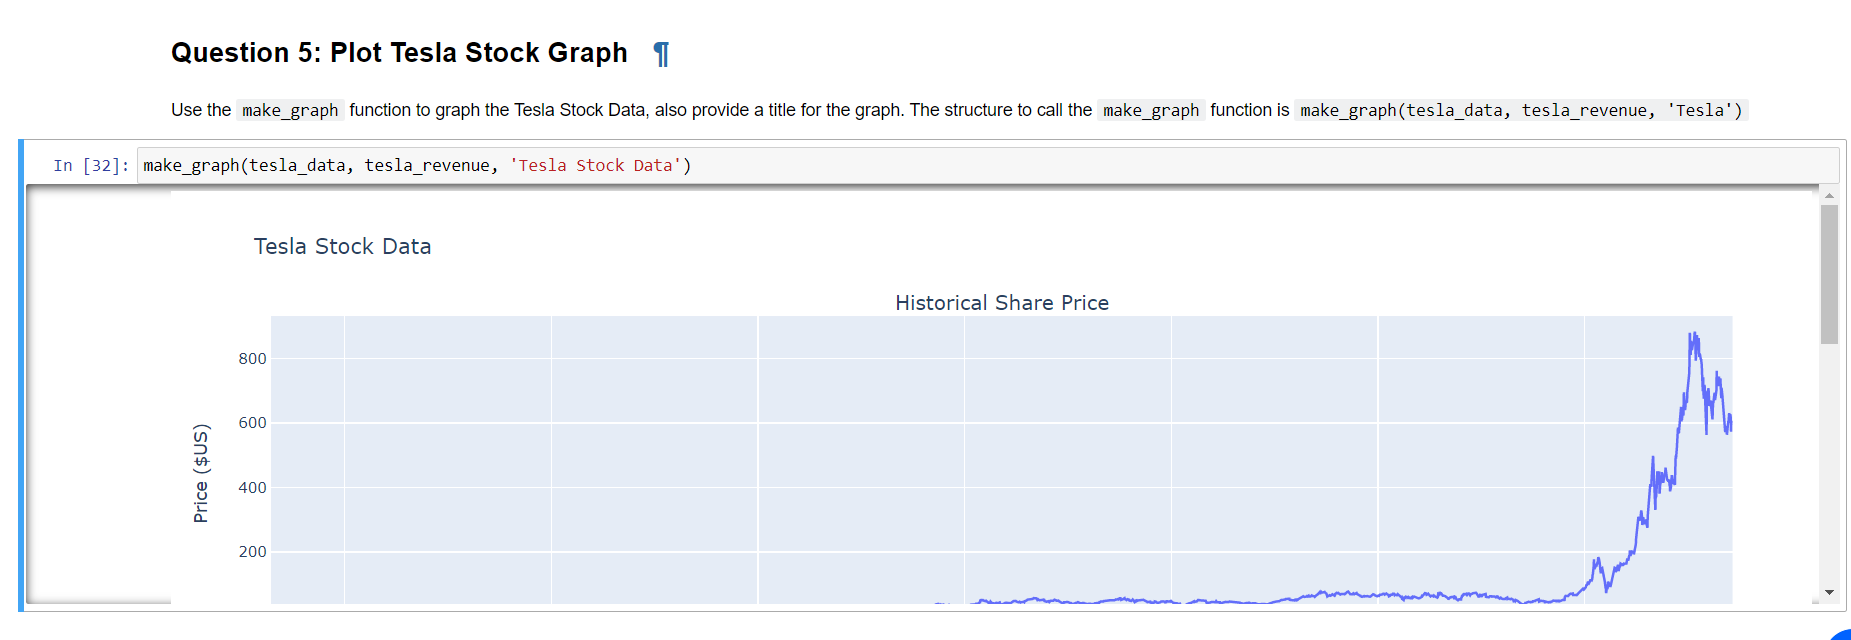 Question 5: Plot Tesla Stock Graph ¶
Use the make_graph function to graph the Tesla Stock Data, also provide a title for the graph. The structure to call the make_graph function is make_graph(tesla_data, tesla_revenue, 'Tesla')
In [32]: make_graph(tesla_data, tesla_revenue, 'Tesla Stock Data')
Tesla Stock Data
Historical Share Price
800
600
400
200
Price ($US)